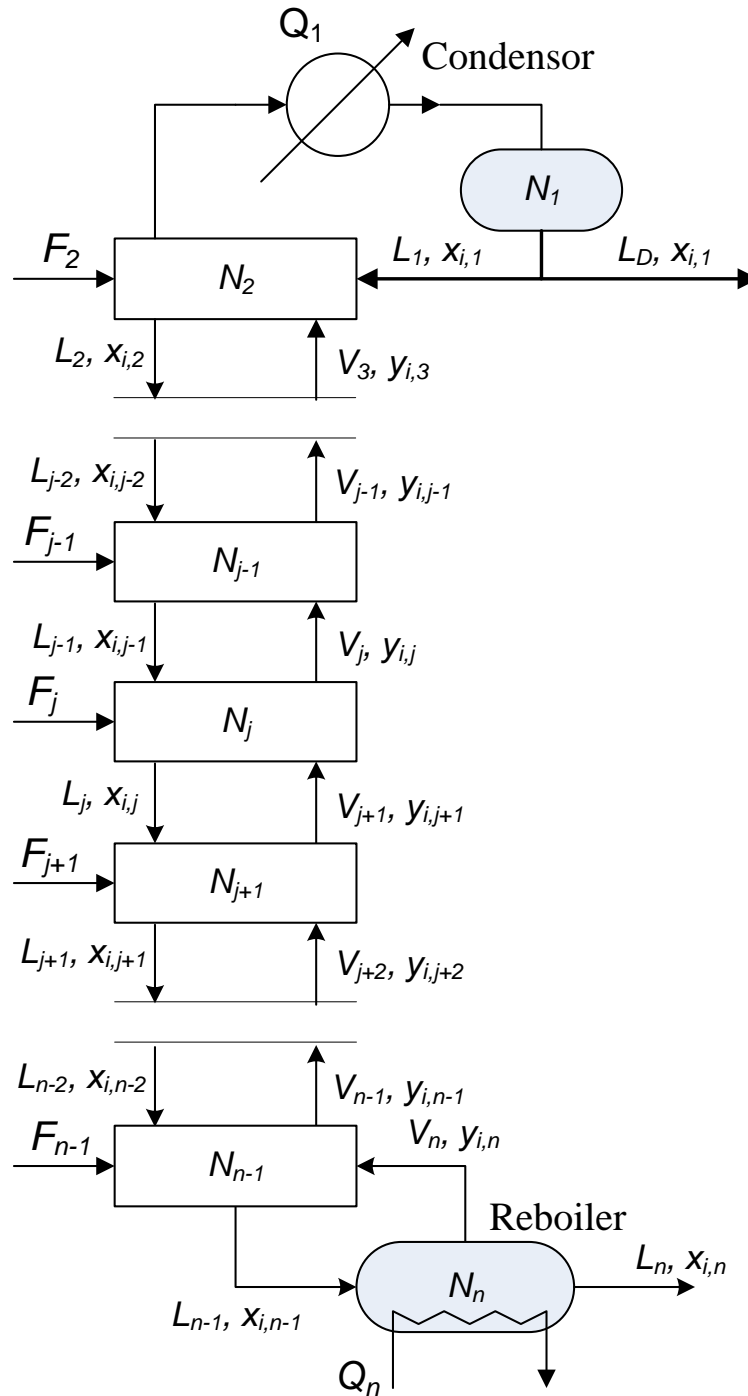 Q1
Condensor
N1
F2
N2
L1, xi,1
LD, xi,1
L2, xi,2
V3, yi,3
Lj-2, xi,j-2
Vj-1, yi,j-1
Fj-1
Nj-1
Lj-1, xi,j-1
Vj, yi,j
Fj
Nj
Lj, xi,j
Vj+1, yi,j+1
Fj+1
Nj+1
Lj+1, xi,j+1
Vj+2, yi,j+2
Ln-2, xi,n-2
Vn-1, yi,n-1
Fn-1
Nn-1
Vn, yi,n
Reboiler
Nn
Ln, xi,n
Ln-1, xi,n-1
Qn